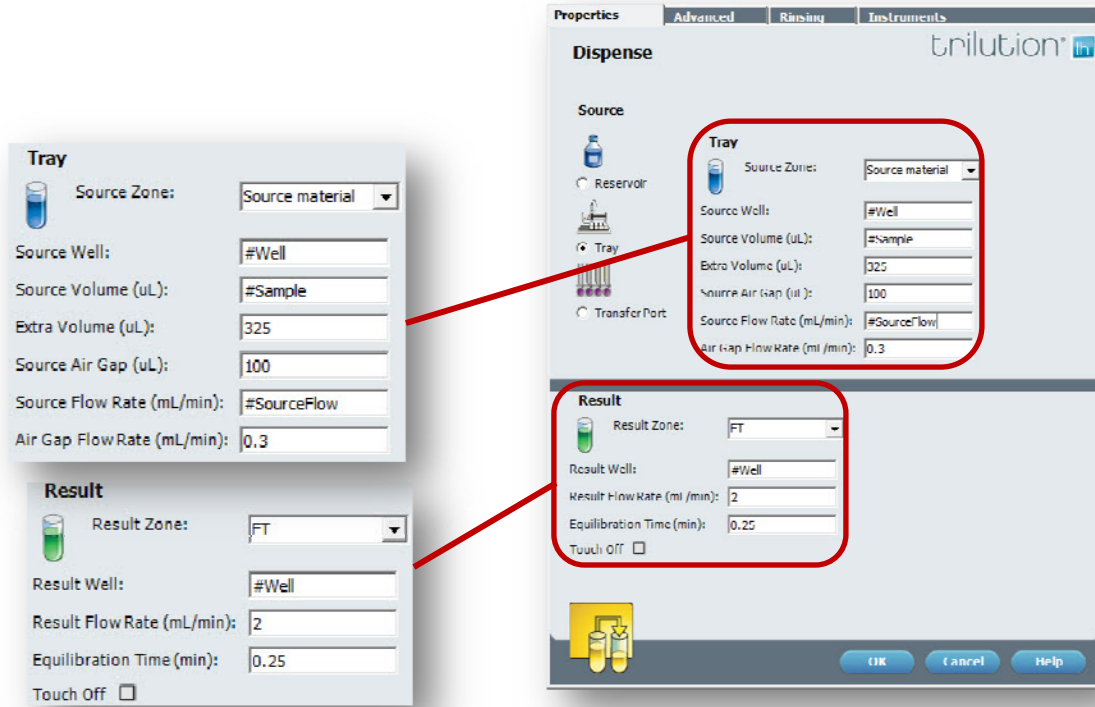 Properties Advanced Rinsing Instruments
trilution® lh
Dispense
Source
Reservoir
Tray
Transfer Port
Tray
Source Zone: Source material
Source Well: #Well
Source Volume (uL): #Sample
Extra Volume (uL): 325
Source Air Gap (uL): 100
Source Flow Rate (mL/min): #SourceFlow
Air Gap Flow Rate (mL/min): 0.3
Result
Result Zone: FT
Result Well: #Well
Result Flow Rate (mL/min): 2
Equilibration Time (min): 0.25
Touch Off
OK Cancel Help
Tray
Source Zone: Source material
Source Well: #Well
Source Volume (uL): #Sample
Extra Volume (uL): 325
Source Air Gap (uL): 100
Source Flow Rate (mL/min): #SourceFlow
Air Gap Flow Rate (mL/min): 0.3
Result
Result Zone: FT
Result Well: #Well
Result Flow Rate (mL/min): 2
Equilibration Time (min): 0.25
Touch Off